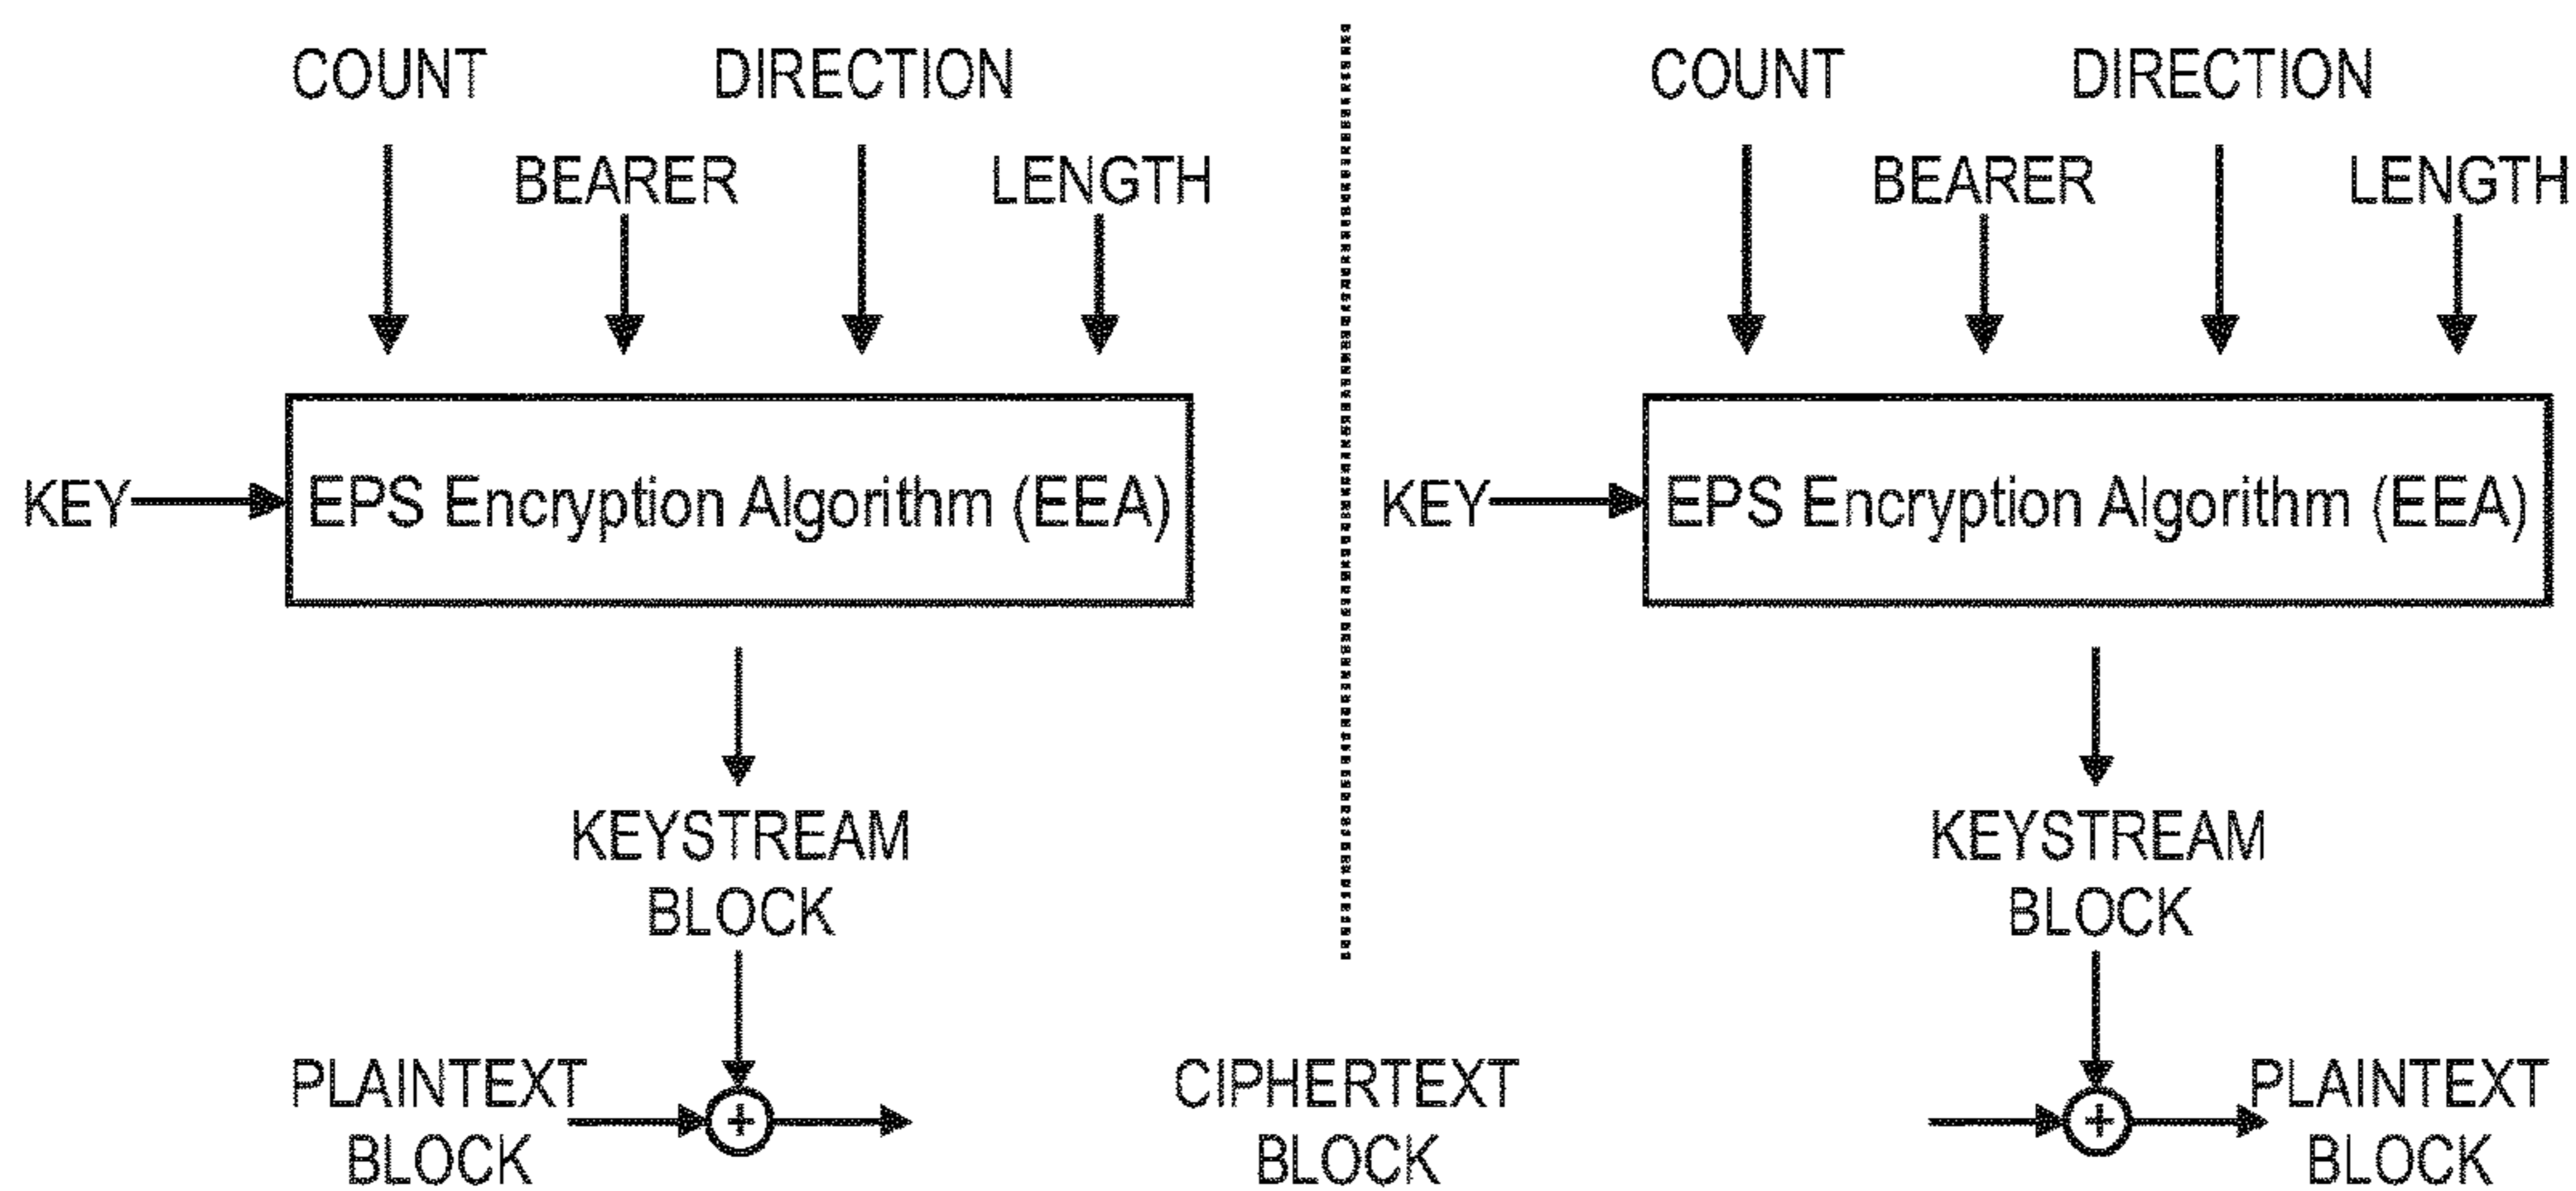 COUNT DIRECTION
BEARER LENGTH
KEY EPS Encryption Algorithm (EEA)
KEYSTREAM
BLOCK
PLAINTEXT
BLOCK
+
CIPHERTEXT
BLOCK
COUNT DIRECTION
BEARER LENGTH
KEY EPS Encryption Algorithm (EEA)
KEYSTREAM
BLOCK
+
PLAINTEXT
BLOCK